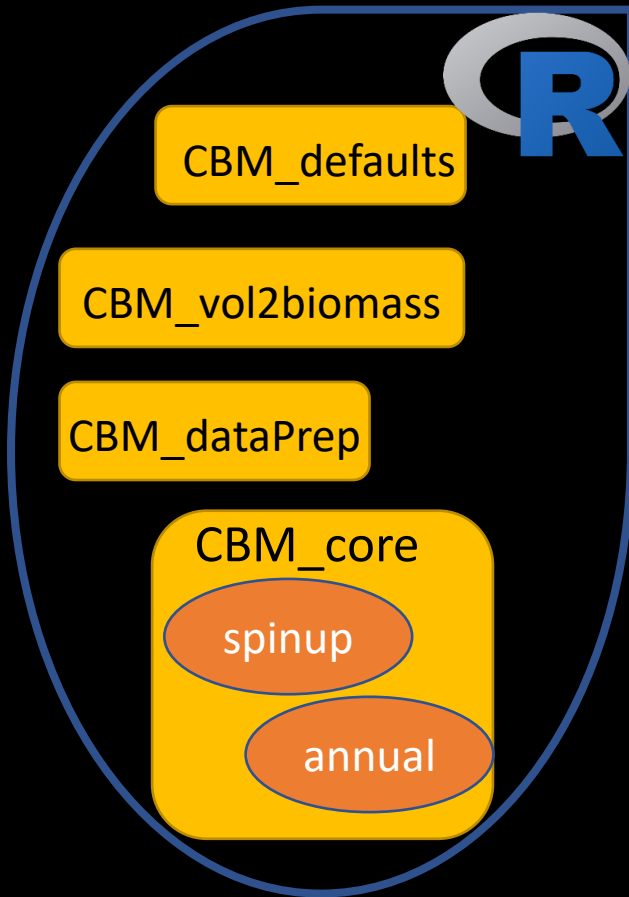 R
CBM_defaults
CBM_vol2biomass
CBM_dataPrep
CBM_core
spinup
annual